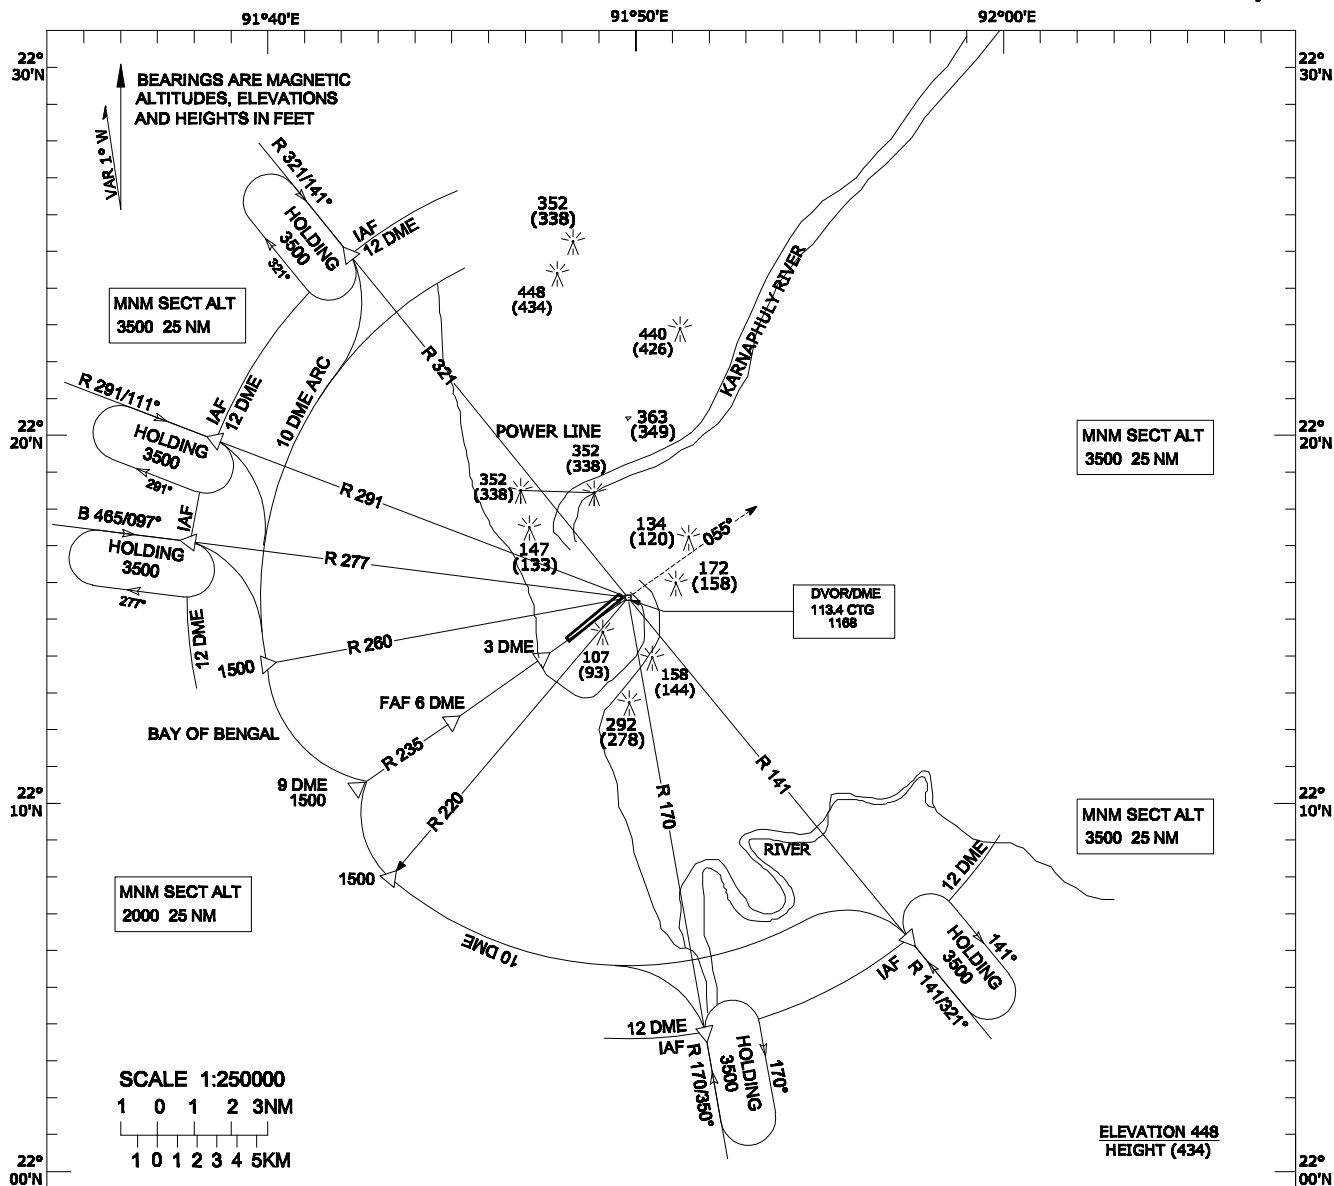 91°40'E
91°50'E
92°00'E
22°
30'N
22°
30'N
BEARINGS ARE MAGNETIC
ALTITUDES, ELEVATIONS
AND HEIGHTS IN FEET
VAR 1° W
R 321/141°
HOLDING
3500
321°
IAF
12 DME
352
(338)
448
(434)
440
(426)
KARNAPHULY RIVER
MNM SECT ALT
3500 25 NM
R 321
R 291/111°
IAF
12 DME
10 DME ARC
HOLDING
3500
291°
363
(349)
POWER LINE
352
(338)
352
(338)
22°
20'N
22°
20'N
MNM SECT ALT
3500 25 NM
R 291
B 465/097°
IAF
HOLDING
3500
277°
12 DME
R 277
147
(133)
134
(120)
055°
172
(158)
DVOR/DME
113.4 CTG
1168
R 260
1500
3 DME
107
(93)
158
(144)
FAF 6 DME
292
(278)
BAY OF BENGAL
R 235
9 DME
1500
R 220
R 170
R 141
22°
10'N
22°
10'N
MNM SECT ALT
3500 25 NM
RIVER
1500
MNM SECT ALT
2000 25 NM
10 DME
12 DME
HOLDING
3500
141°
IAF
R 141/321°
12 DME
IAF
R 170/350°
HOLDING
3500
170°
SCALE 1:250000
1 0 1 2 3NM
1 0 1 2 3 4 5KM
ELEVATION 448
HEIGHT (434)
22°
00'N
22°
00'N